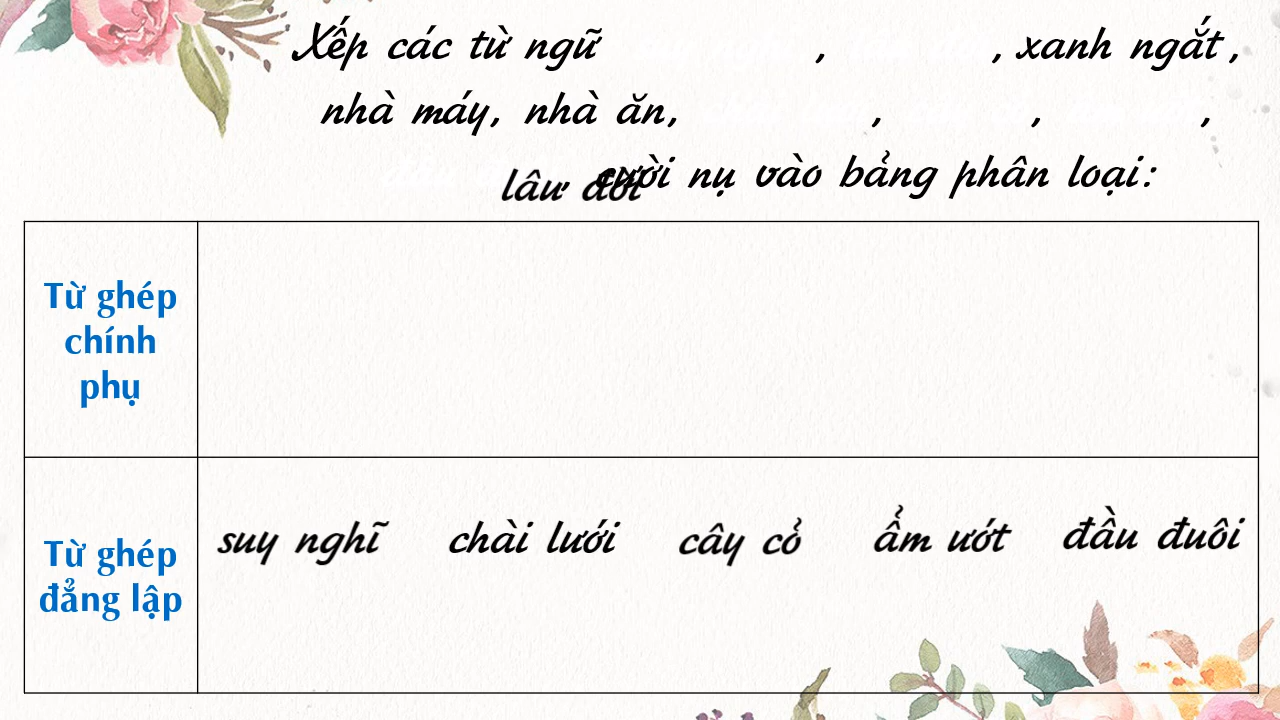 Xếp các từ ngữ , , xanh ngắt,
nhà máy, nhà ăn, , , ,
lâu đời, cười nụ vào bảng phân loại:
Từ ghép
chính
phụ
Từ ghép
đẳng lập
suy nghĩ chài lưới cây cỏ ẩm ướt đầu đuôi